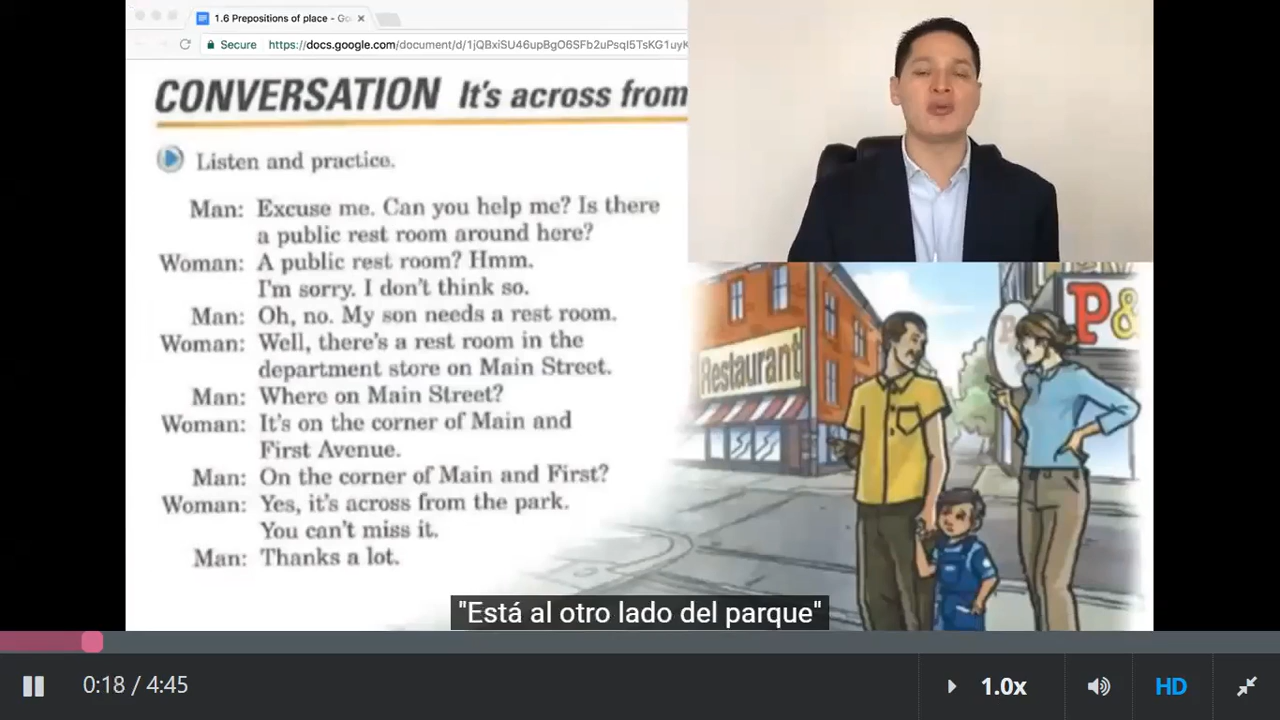 1.6 Prepositions of place - Go
Secure https://docs.google.com/document/d/1jQBxiSU46upBgO6SFb2uPsqI5TsKG1uyK
CONVERSATION It's across from
Listen and practice.
Man: Excuse me. Can you help me? Is there
a public rest room around here?
Woman: A public rest room? Hmm.
I'm sorry. I don't think so.
Man: Oh, no. My son needs a rest room.
Woman: Well, there's a rest room in the
department store on Main Street.
Man: Where on Main Street?
Woman: It's on the corner of Main and
First Avenue.
Man: On the corner of Main and First?
Woman: Yes, it's across from the park.
You can't miss it.
Man: Thanks a lot.
Restaurant
P&
"Está al otro lado del parque"
0:18 / 4:45
1.0x
HD